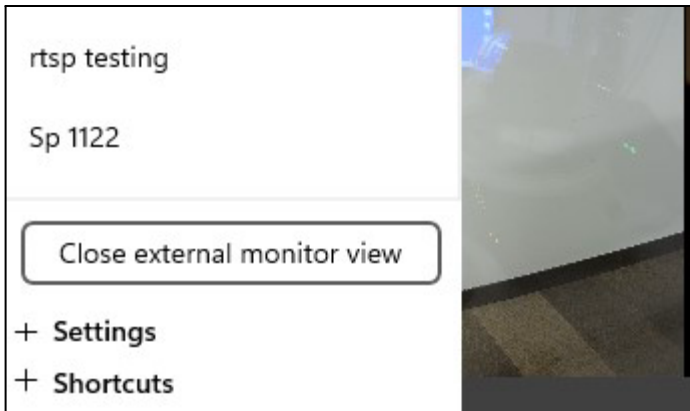 rtsp testing
Sp 1122
Close external monitor view
+ Settings
+ Shortcuts